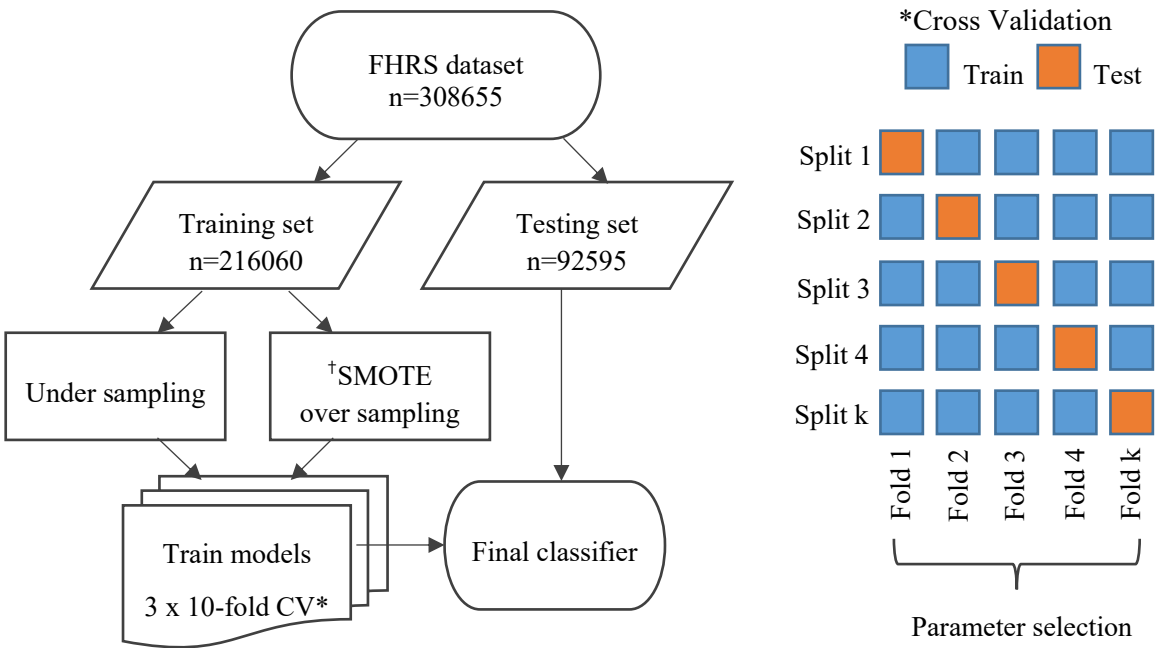 FHRS dataset
n=308655
Training set
n=216060
Testing set
n=92595
Under sampling
†SMOTE
over sampling
Train models
3 x 10-fold CV*
Final classifier
*Cross Validation
Train
Test
Split 1
Split 2
Split 3
Split 4
Split k
Fold 1
Fold 2
Fold 3
Fold 4
Fold k
Parameter selection